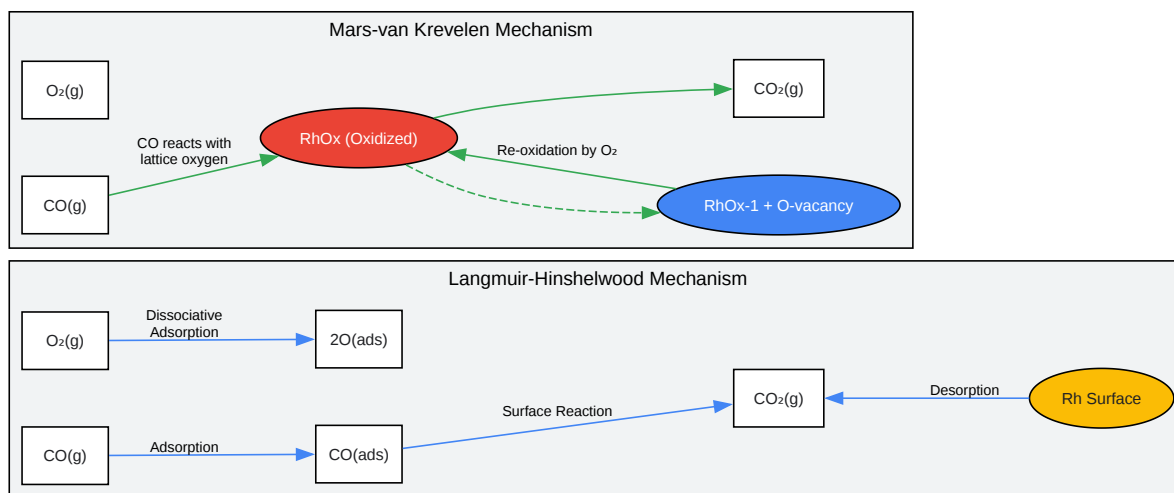 Mars-van Krevelen Mechanism
O₂(g)
CO₂(g)
RhOx (Oxidized)
CO reacts with
lattice oxygen
Re-oxidation by O₂
CO(g)
RhOx-1 + O-vacancy
Langmuir-Hinshelwood Mechanism
Dissociative
Adsorption
O₂(g)
2O(ads)
CO₂(g)
Desorption
Rh Surface
Surface Reaction
CO(g)
Adsorption
CO(ads)